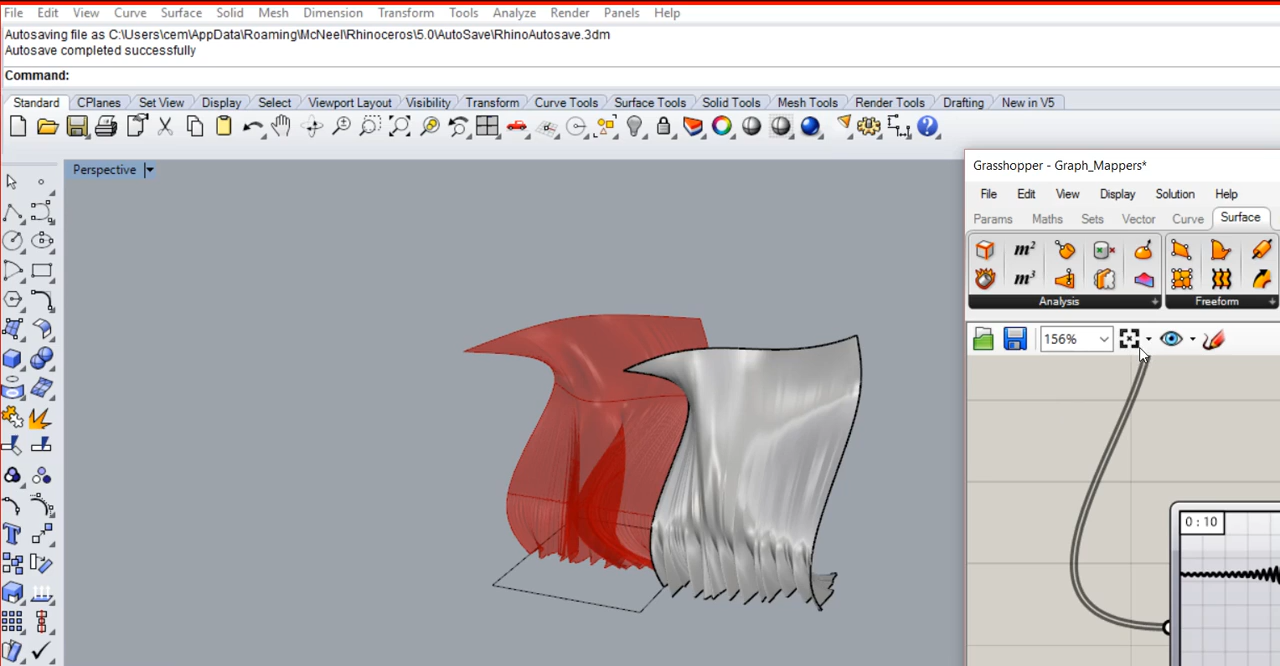 File Edit View Curve Surface Solid Mesh Dimension Transform Tools Analyze Render Panels Help
Autosaving file as C:\Users\cem\AppData\Roaming\McNeel\Rhinoceros\5.0\AutoSave\RhinoAutosave.3dm
Autosave completed successfully
Command:
Standard CPlanes Set View Display Select Viewport Layout Visibility Transform Curve Tools Surface Tools Solid Tools Mesh Tools Render Tools Drafting New in V5
Perspective
Grasshopper - Graph_Mappers*
File Edit View Display Solution Help
Params Maths Sets Vector Curve Surface
m²
m³
Analysis Freeform
156%
0 : 10